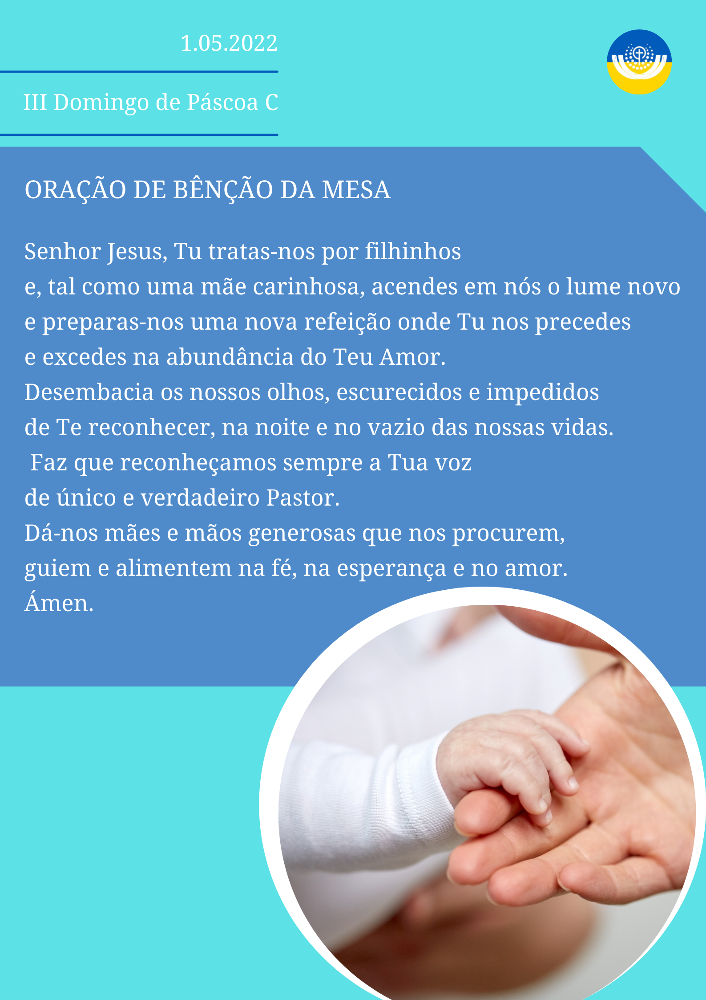 1.05.2022
III Domingo de Páscoa C
ORAÇÃO DE BÊNÇÃO DA MESA
Senhor Jesus, Tu tratas-nos por filhinhos
e, tal como uma mãe carinhosa, acendes em nós o lume novo
e preparas-nos uma nova refeição onde Tu nos precedes
e excedes na abundância do Teu Amor.
Desembacia os nossos olhos, escurecidos e impedidos
de Te reconhecer, na noite e no vazio das nossas vidas.
Faz que reconheçamos sempre a Tua voz
de único e verdadeiro Pastor.
Dá-nos mães e mãos generosas que nos procurem,
guiem e alimentem na fé, na esperança e no amor.
Ámen.